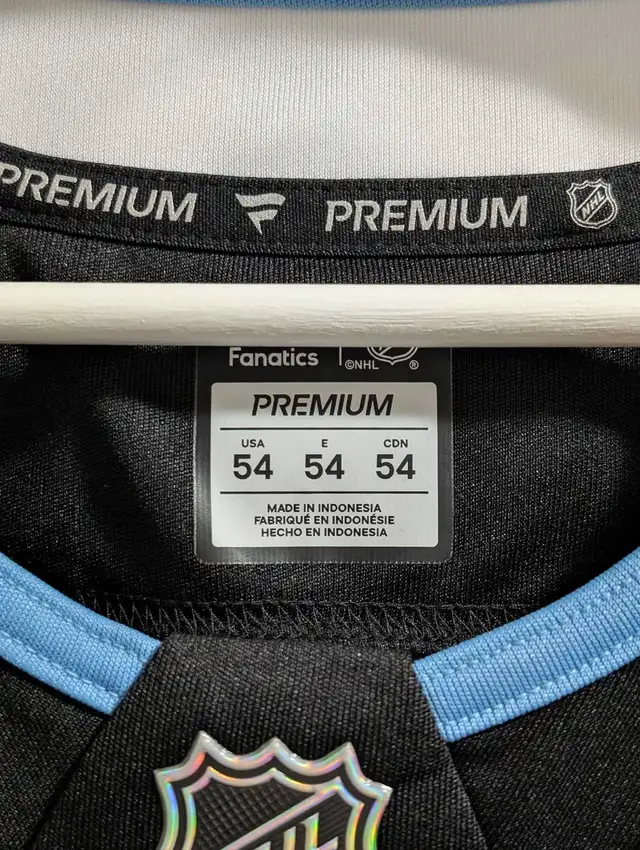 PREMIUM PREMIUM NHL
Fanatics ©NHL ®
PREMIUM
USA E CDN
54 54 54
MADE IN INDONESIA
FABRIQUÉ EN INDONÉSIE
HECHO EN INDONESIA